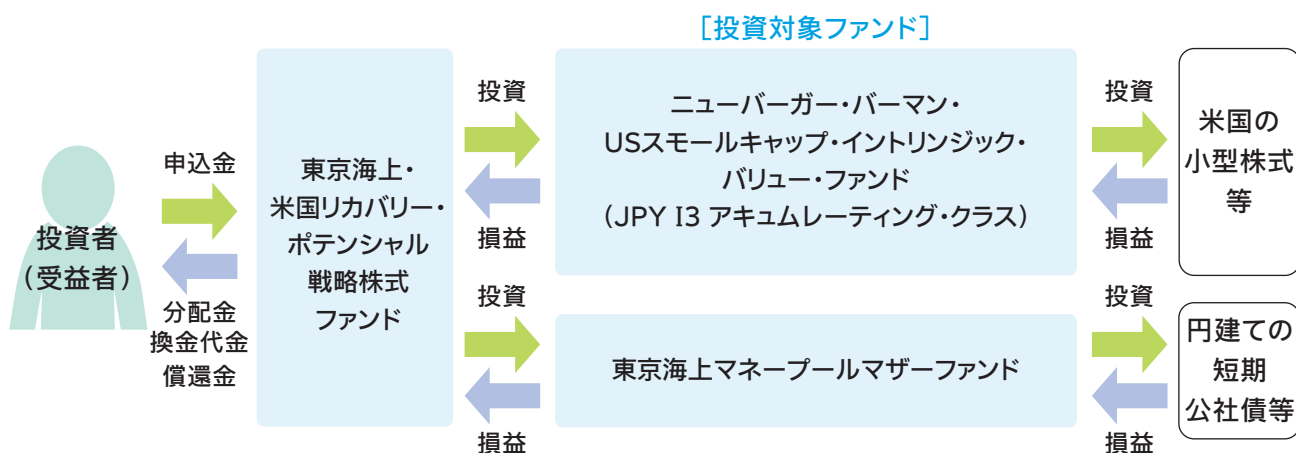 [投資対象ファンド]
申込金
投資者
(受益者)
分配金
換金代金
償還金
東京海上・
米国リカバリー・
ポテンシャル
戦略株式
ファンド
投資
損益
ニューバーガー・バーマン・
USスモールキャップ・イントリンジック・
バリュー・ファンド
(JPY I3 アキュムレーティング・クラス)
投資
損益
米国の
小型株式
等
投資
損益
東京海上マネープールマザーファンド
投資
損益
円建ての
短期
公社債等